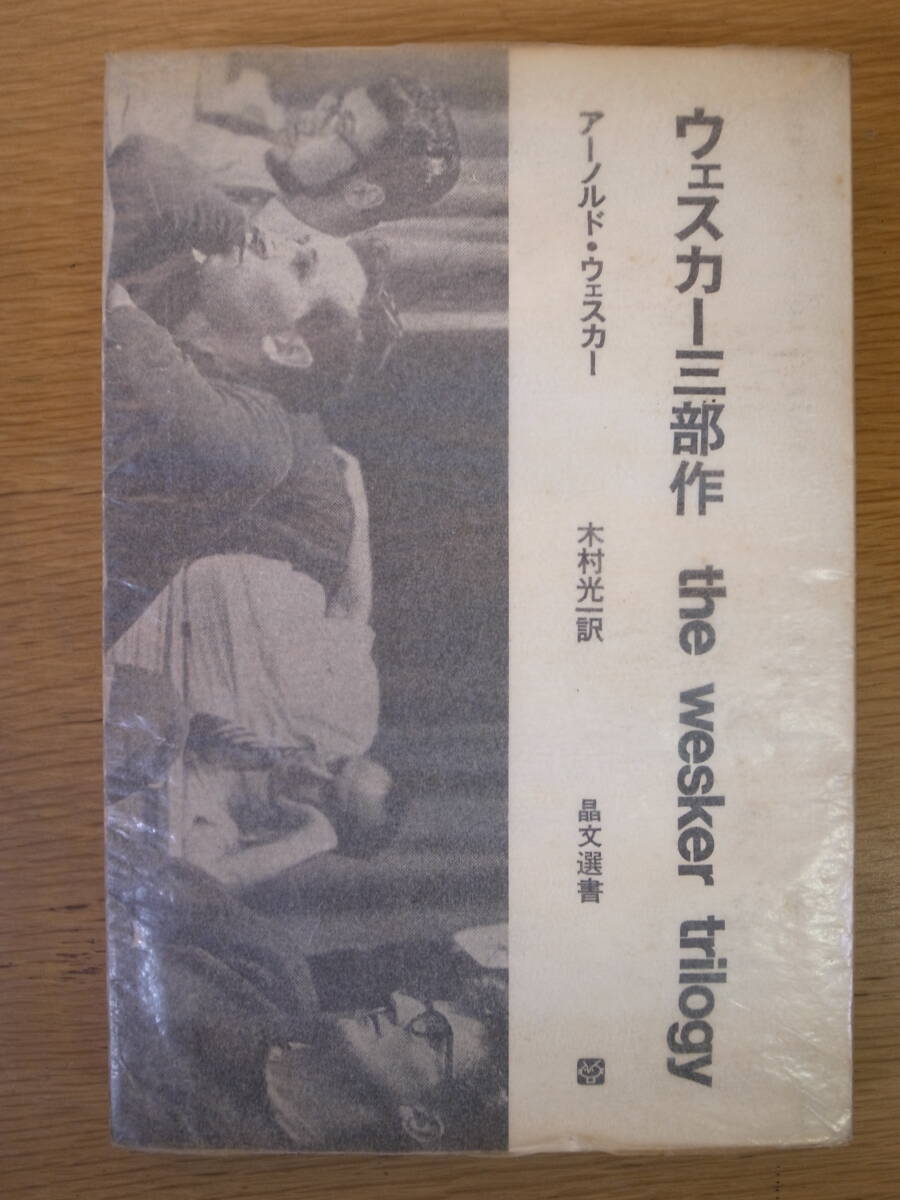 ウェスカー三部作 the wesker trilogy
アーノルド・ウェスカー 木村光一訳 晶文選書